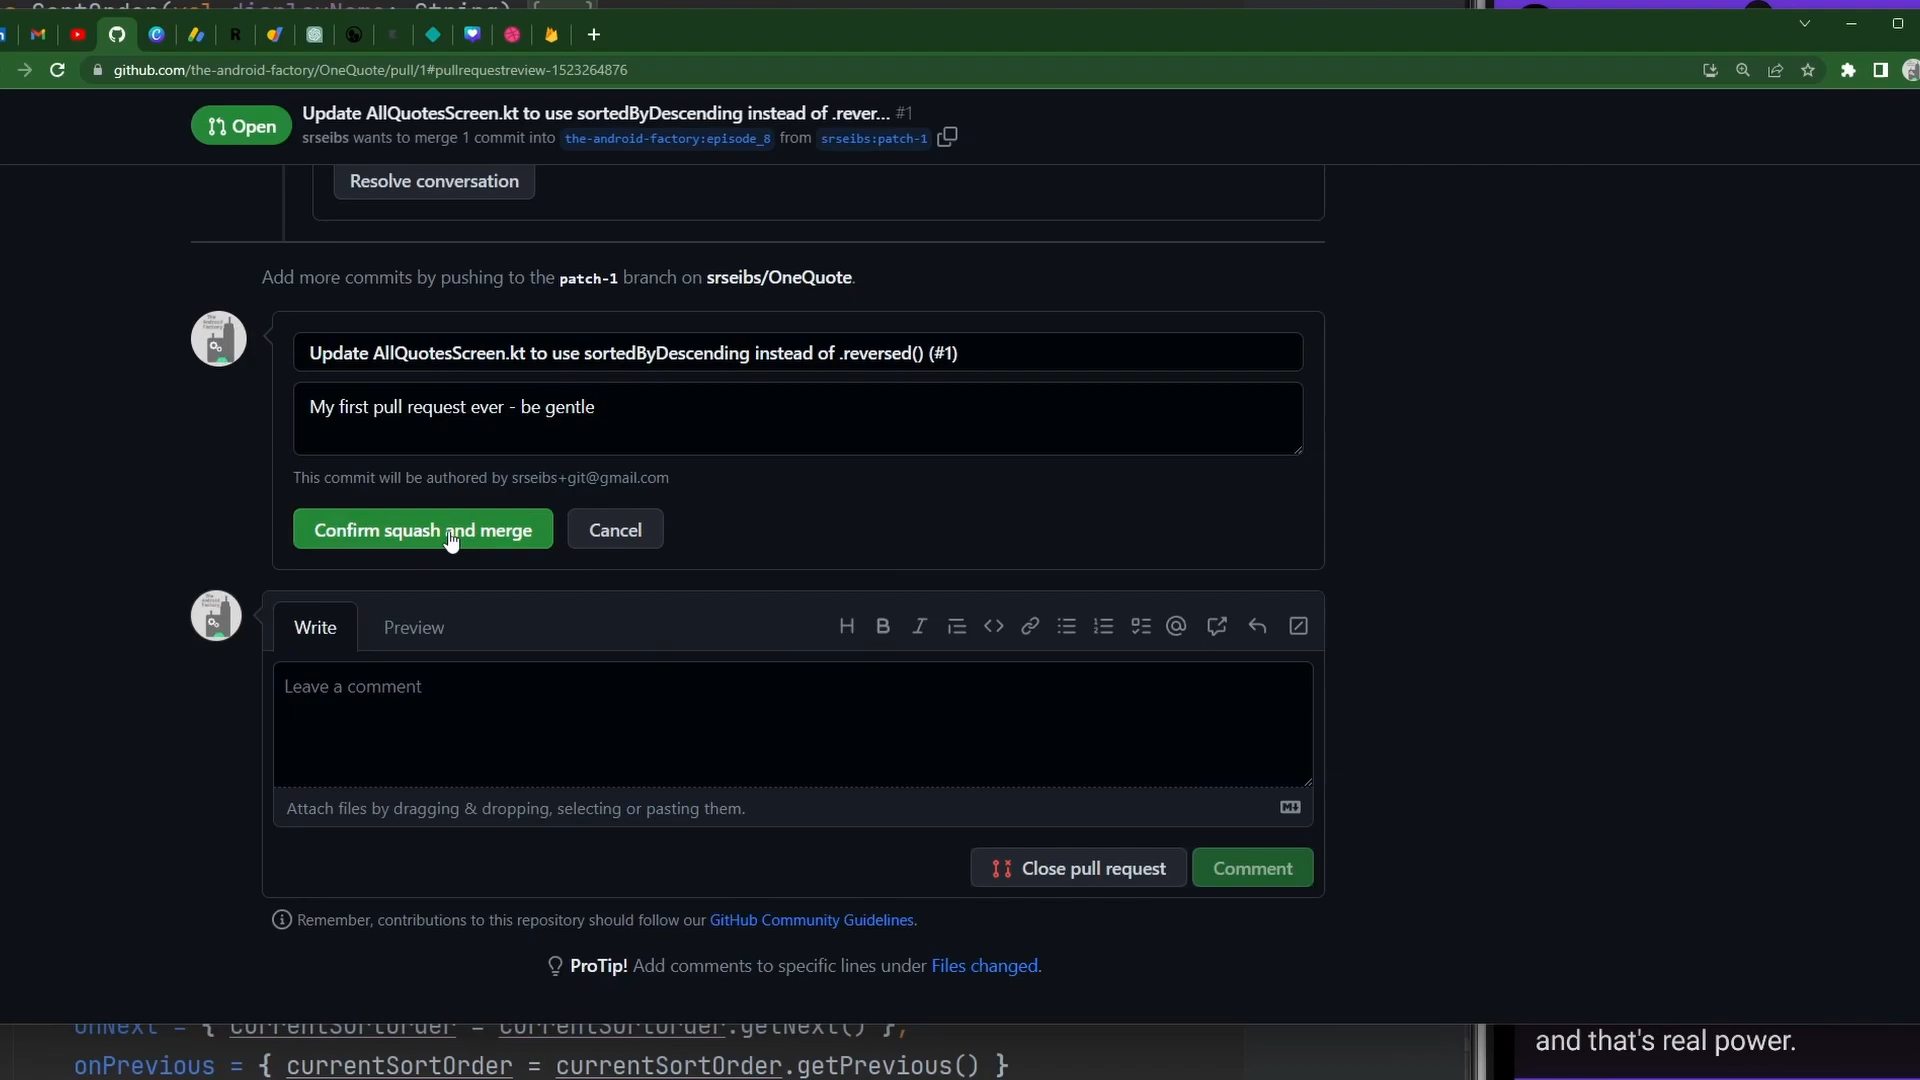 github.com/the-android-factory/OneQuote/pull/1#pullrequestreview-1523264876
Open
Update AllQuotesScreen.kt to use sortedByDescending instead of .rever... #1
srseibs wants to merge 1 commit into the-android-factory:episode_8 from srseibs:patch-1
Resolve conversation
Add more commits by pushing to the patch-1 branch on srseibs/OneQuote.
Update AllQuotesScreen.kt to use sortedByDescending instead of .reversed() (#1)
My first pull request ever - be gentle
This commit will be authored by srseibs+git@gmail.com
Confirm squash and merge
Cancel
Write
Preview
Leave a comment
Attach files by dragging & dropping, selecting or pasting them.
Close pull request
Comment
Remember, contributions to this repository should follow our GitHub Community Guidelines.
ProTip! Add comments to specific lines under Files changed.
onNext = { currentSortOrder = currentSortOrder.getNext() },
onPrevious = { currentSortOrder = currentSortOrder.getPrevious() }
and that's real power.